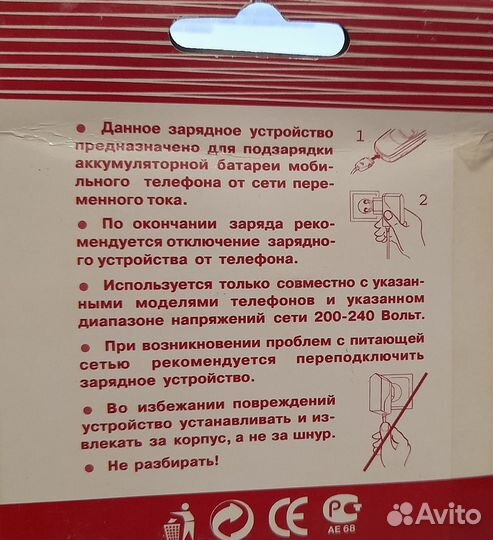 • Данное зарядное устройство
предназначено для подзарядки
аккумуляторной батареи моби-
льного телефона от сети пере-
менного тока.
1
2
• По окончании заряда реко-
мендуется отключение зарядно-
го устройства от телефона.
• Используется только совместно с указан-
ными моделями телефонов и указанном
диапазоне напряжений сети 200-240 Вольт.
• При возникновении проблем с питающей
сетью рекомендуется переподключить
зарядное устройство.
• Во избежании повреждений
устройство устанавливать и из-
влекать за корпус, а не за шнур.
• Не разбирать!
CE
РСТ
АЕ 68
Avito